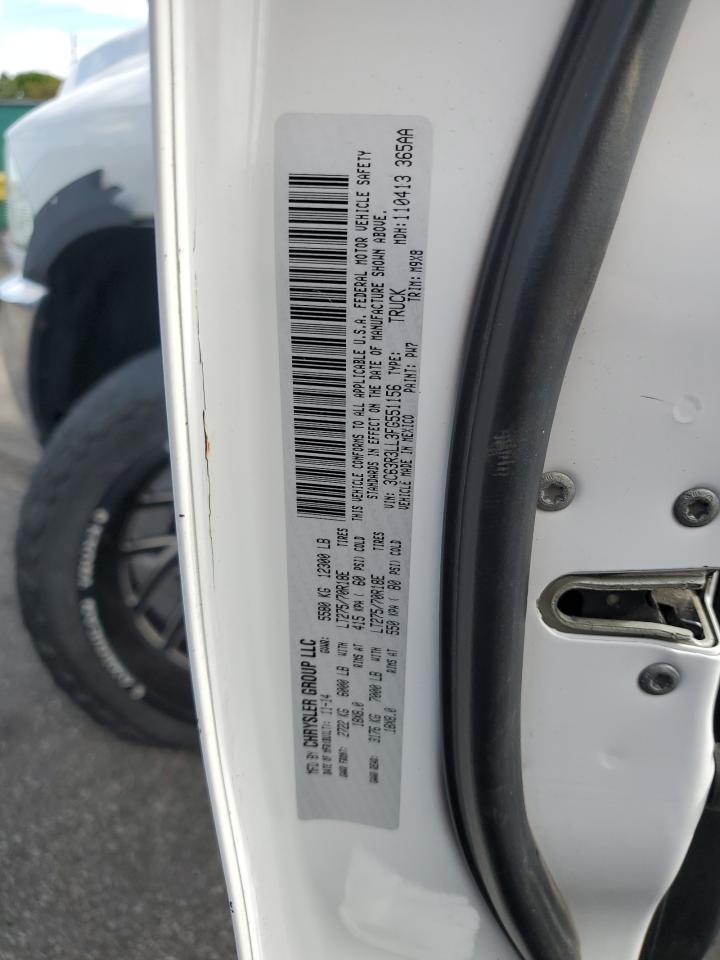 MFD BY CHRYSLER GROUP LLC
DATE OF MFR(BUILT): 11-14 GVWR: 5580 KG 12300 LB
GAWR FRONT: 2722 KG 6000 LB WITH LT275/70R18E TIRES
18X8.0 RIMS AT 415 KPA ( 60 PSI) COLD
GAWR REAR: 3175 KG 7000 LB WITH LT275/70R18E TIRES
18X8.0 RIMS AT 550 KPA ( 80 PSI) COLD
THIS VEHICLE CONFORMS TO ALL APPLICABLE U.S.A. FEDERAL MOTOR VEHICLE SAFETY
STANDARDS IN EFFECT ON THE DATE OF MANUFACTURE SHOWN ABOVE.
VIN: 3C63R3LL3FG551156 TYPE: TRUCK MDH: 110413 365AA
VEHICLE MADE IN MEXICO PAINT: PW7 TRIM: M9X8